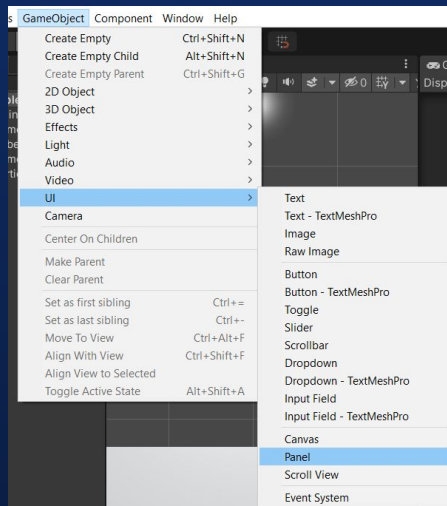 s GameObject Component Window Help
Create Empty Ctrl+Shift+N
Create Empty Child Alt+Shift+N
Create Empty Parent Ctrl+Shift+G
2D Object >
3D Object >
Effects >
Light >
Audio >
Video >
UI >
Camera
Center On Children
Make Parent
Clear Parent
Set as first sibling Ctrl+=
Set as last sibling Ctrl+-
Move To View Ctrl+Alt+F
Align With View Ctrl+Shift+F
Align View to Selected
Toggle Active State Alt+Shift+A
0
Disp
Text
Text - TextMeshPro
Image
Raw Image
Button
Button - TextMeshPro
Toggle
Slider
Scrollbar
Dropdown
Dropdown - TextMeshPro
Input Field
Input Field - TextMeshPro
Canvas
Panel
Scroll View
Event System